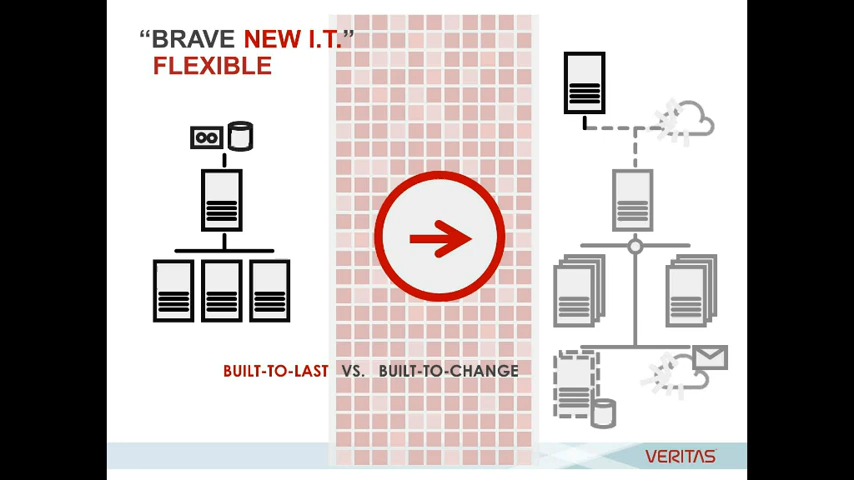 “BRAVE NEW I.T.”
FLEXIBLE
BUILT-TO-LAST VS. BUILT-TO-CHANGE
VERITAS